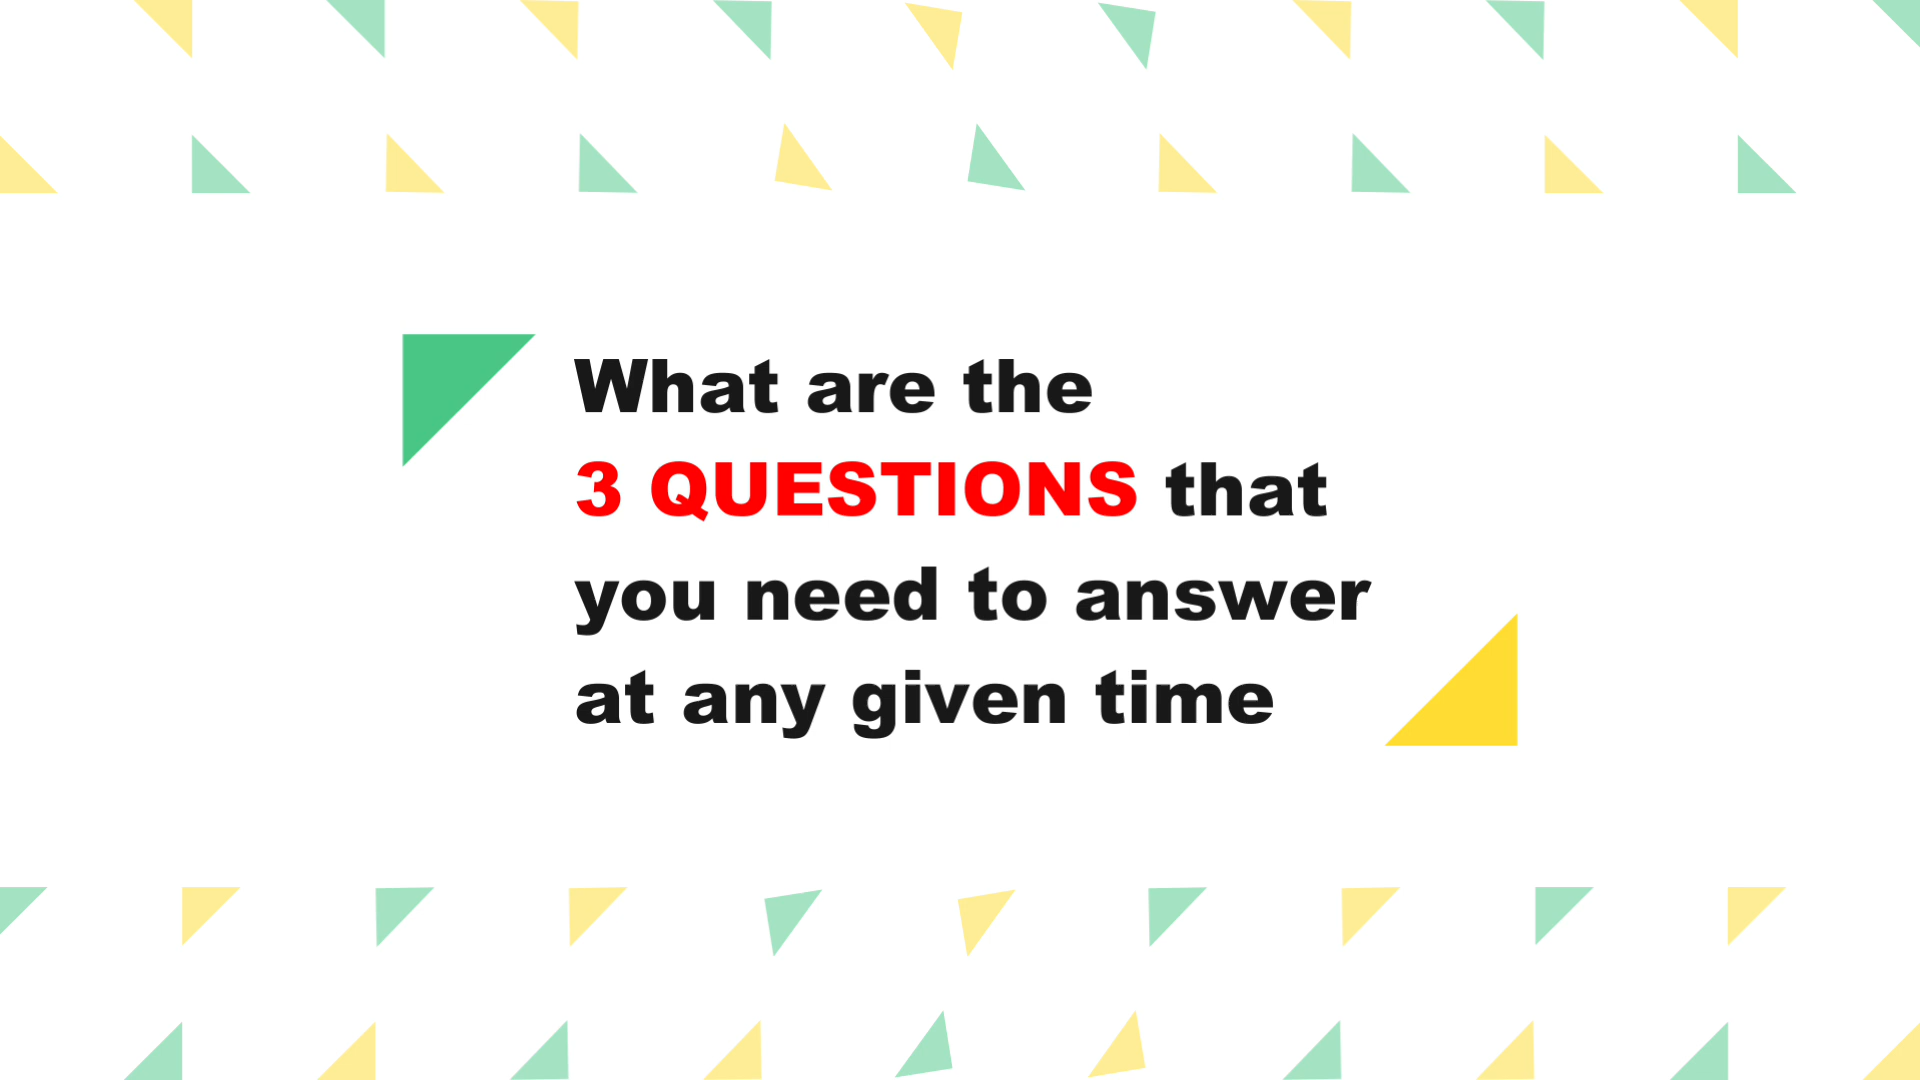 What are the
3 QUESTIONS that
you need to answer
at any given time